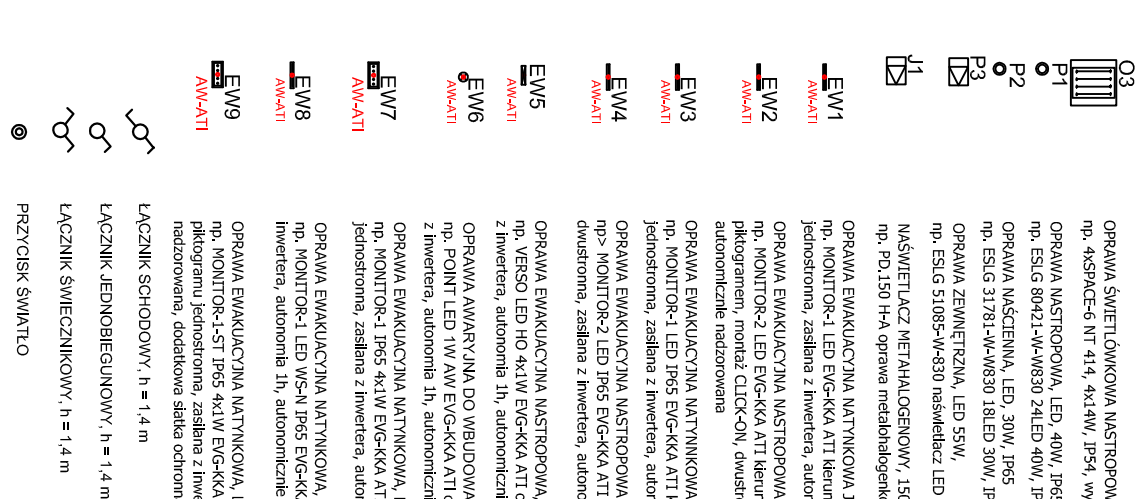 O3
OPRAWA ŚWIETLÓWKOWA NASTROPOW
np. 4xSPACE-6 NT 414, 4x14W, IP54, wy
P1
OPRAWA NASTROPOWA, LED, 40W, IP65
np. ESLG 80421-W-W830 24LED 40W, IP
P2
OPRAWA NAŚCIENNA, LED, 30W, IP65
np. ESLG 31781-W-W830 18LED 30W, IP
P3
OPRAWA ZEWNĘTRZNA, LED 55W,
np. ESLG 51085-W-830 naświetlacz LED
J1
NAŚWIETLACZ METAHALOGENOWY, 150
np. PD.150 H-A oprawa metalohalogenk
EW1
AW-ATI
OPRAWA EWAKUACYJNA NATYNKOWA J
np. MONITOR-1 LED EVG-KKA ATI kierun
jednostronna, zasilana z inwertera, autor
EW2
AW-ATI
OPRAWA EWAKUACYJNA NASTROPOWA
np. MONITOR-2 LED EVG-KKA ATI kierun
piktogramem, montaż CLICK-ON, dwustro
autonomicznie nadzorowana
EW3
AW-ATI
OPRAWA EWAKUACYJNA NATYNNKOWA
np. MONITOR-1 LED IP65 EVG-KKA ATI k
jednostronna, zasilana z inwertera, autor
EW4
AW-ATI
OPRAWA EWAKUACYJNA NASTROPOWA
np> MONITOR-2 LED IP65 EVG-KKA ATI
dwustronna, zasilana z inwertera, autono
EW5
AW-ATI
OPRAWA EWAKUACYJNA NASTROPOWA,
np. VERSO LED HO 4x1W EVG-KKA ATI o
z inwertera, autonomia 1h, autonomiczni
EW6
AW-ATI
OPRAWA AWARYJNA DO WBUDOWA
np. POINT LED 1W AW EVG-KKA ATI o
z inwertera, autonomia 1h, autonomiczni
EW7
AW-ATI
OPRAWA EWAKUACYJNA NATYNKOWA, I
np. MONITOR-1 IP65 4x1W EVG-KKA AT
jednostronna, zasilana z inwertera, autor
EW8
AW-ATI
OPRAWA EWAKUACYJNA NATYNKOWA,
np. MONITOR-1 LED WS-N IP65 EVG-KKA
inwertera, autonomia 1h, autonomicznie
EW9
AW-ATI
OPRAWA EWAKUACYJNA NATYNKOWA, I
np. MONITOR-1-ST IP65 4x1W EVG-KKA
piktogramu jednostronna, zasilana z inwe
nadzorowana, dodatkowa siatka ochronn
ŁĄCZNIK SCHODOWY, h = 1,4 m
ŁĄCZNIK JEDNOBIEGUNOWY, h = 1,4 m
ŁĄCZNIK ŚWIECZNIKOWY, h = 1,4 m
PRZYCISK ŚWIATŁO